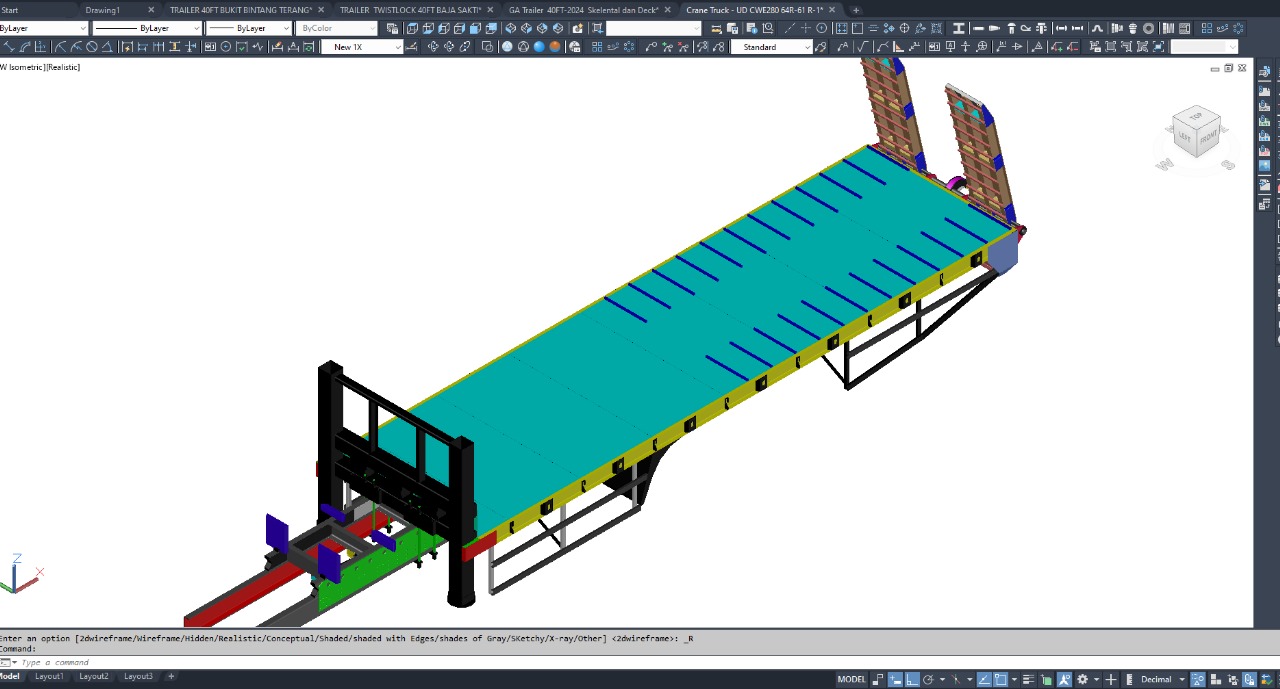 Start Drawing1 TRAILER 40FT BUKIT BINTANG TERANG* TRAILER TWISTLOCK 40FT BAJA SAKTI* GA Trailer 40FT-2024 Skelental dan Deck* Crane Truck - UD CWE280 64R-61 R-1*
ByLayer ByLayer ByLayer ByColor
New 1X Standard
W Isometric][Realistic]
TOP
LEFT FRONT
W S
Z
X
Enter an option [2dwireframe/Wireframe/Hidden/Realistic/Conceptual/Shaded/shaded with Edges/shades of Gray/SKetchy/X-ray/Other] <2dwireframe>: _R
Command:
Type a command
Model Layout1 Layout2 Layout3 + MODEL Decimal